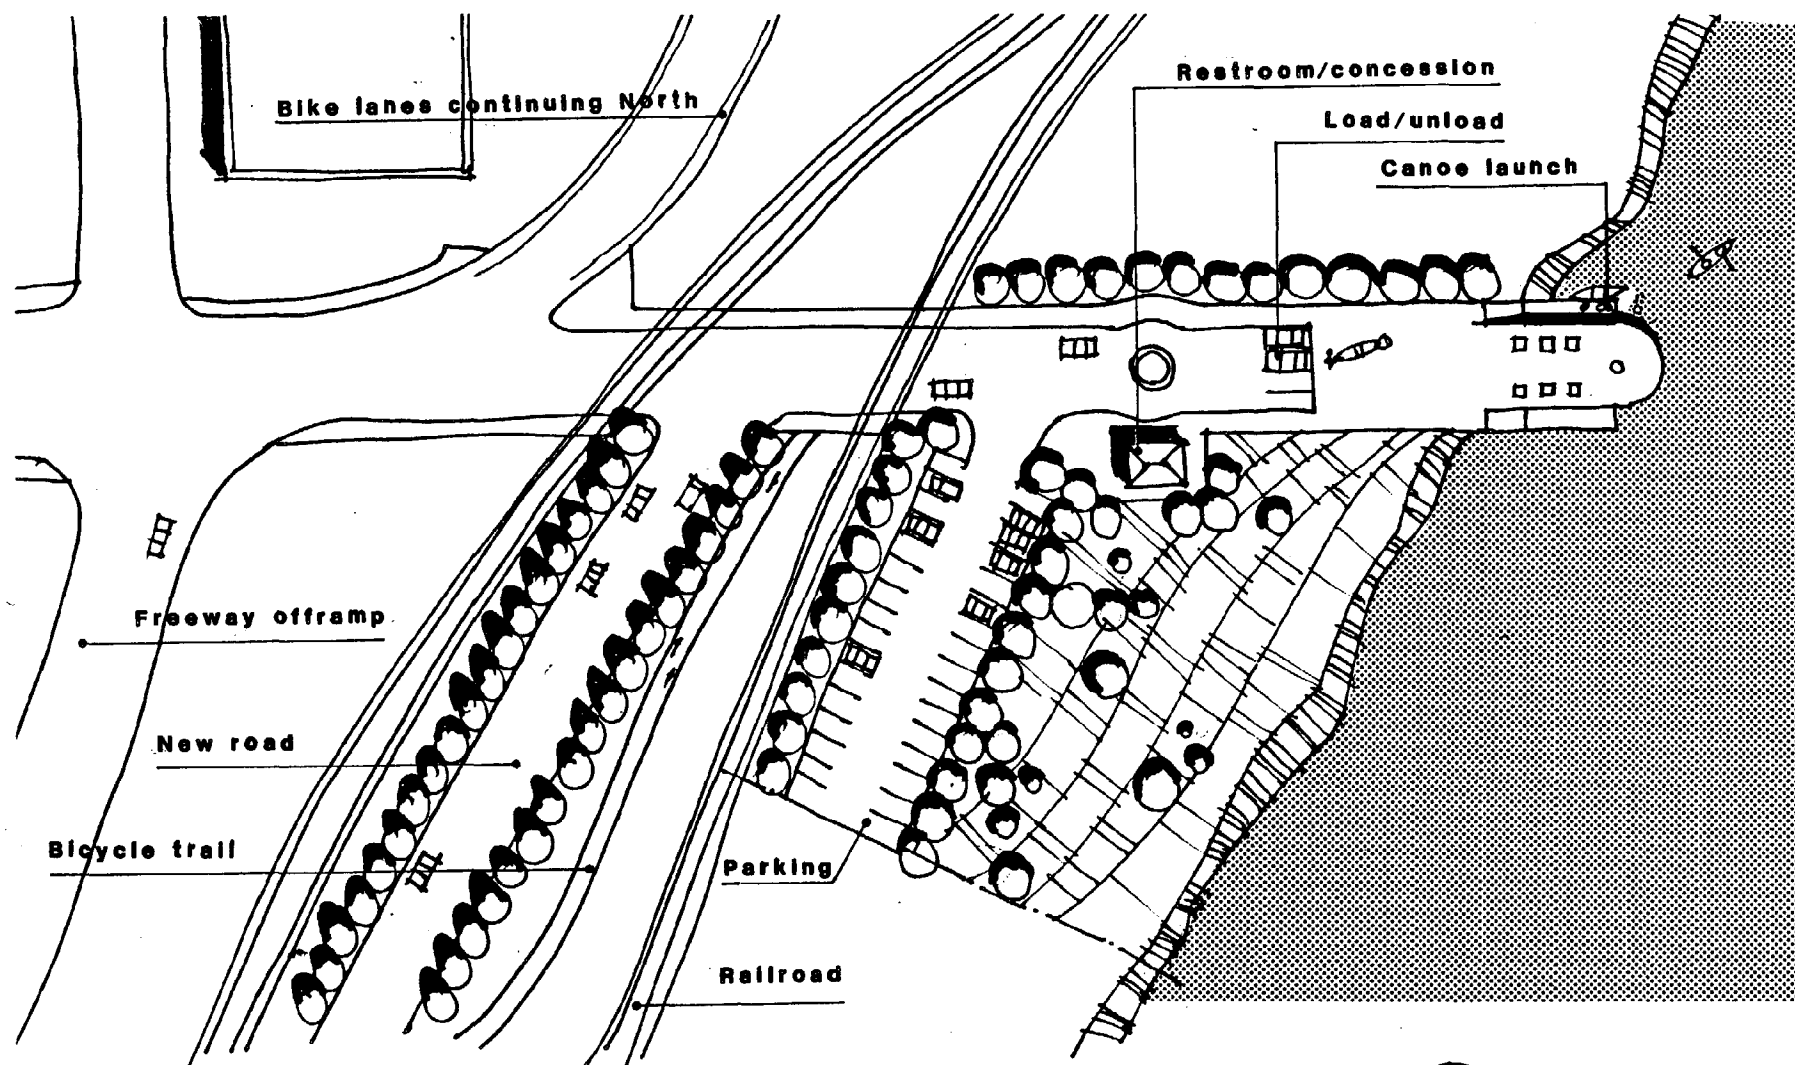 Restroom/concession
Bike lanes continuing North
Load/unload
Canoe launch
Freeway offramp
New road
Bicycle trail
Parking
Railroad